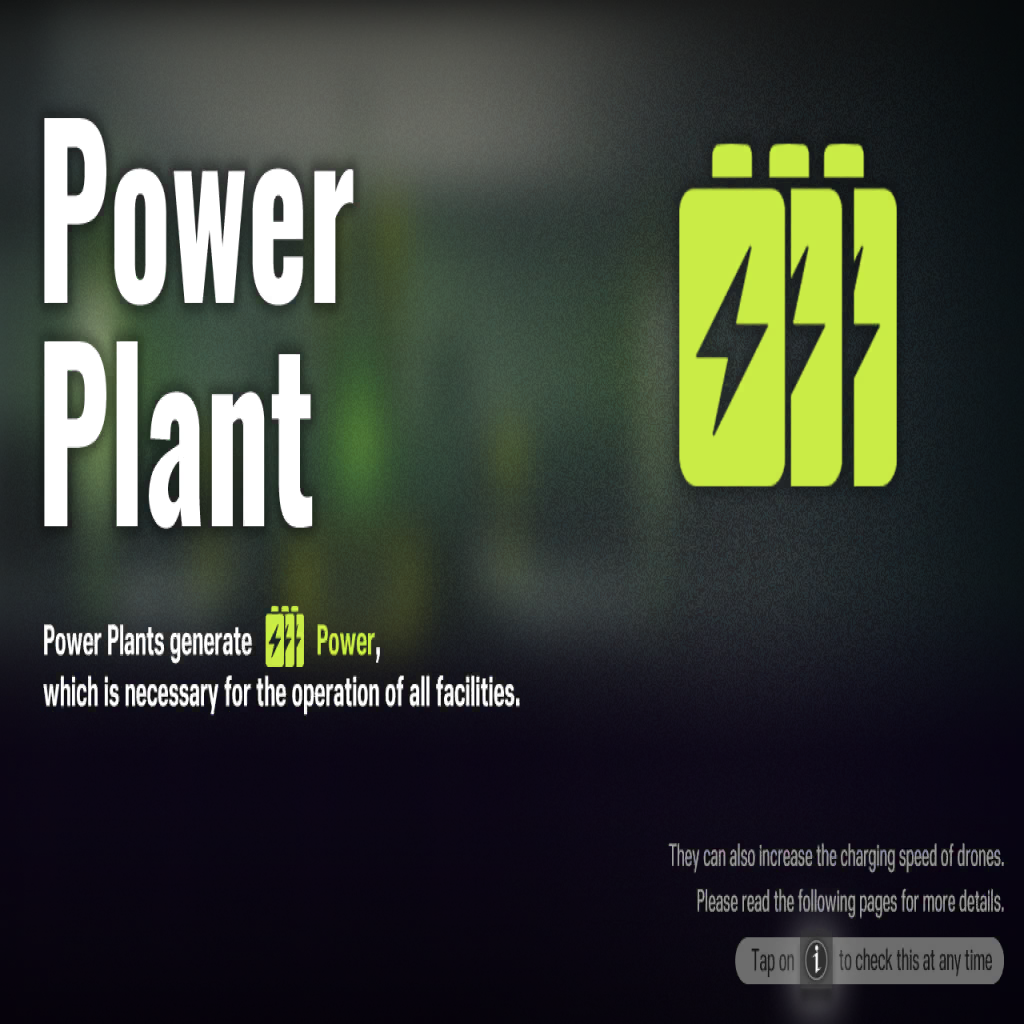 Power
Plant
Power Plants generate Power,
which is necessary for the operation of all facilities.
They can also increase the charging speed of drones.
Please read the following pages for more details.
Tap on i to check this at any time